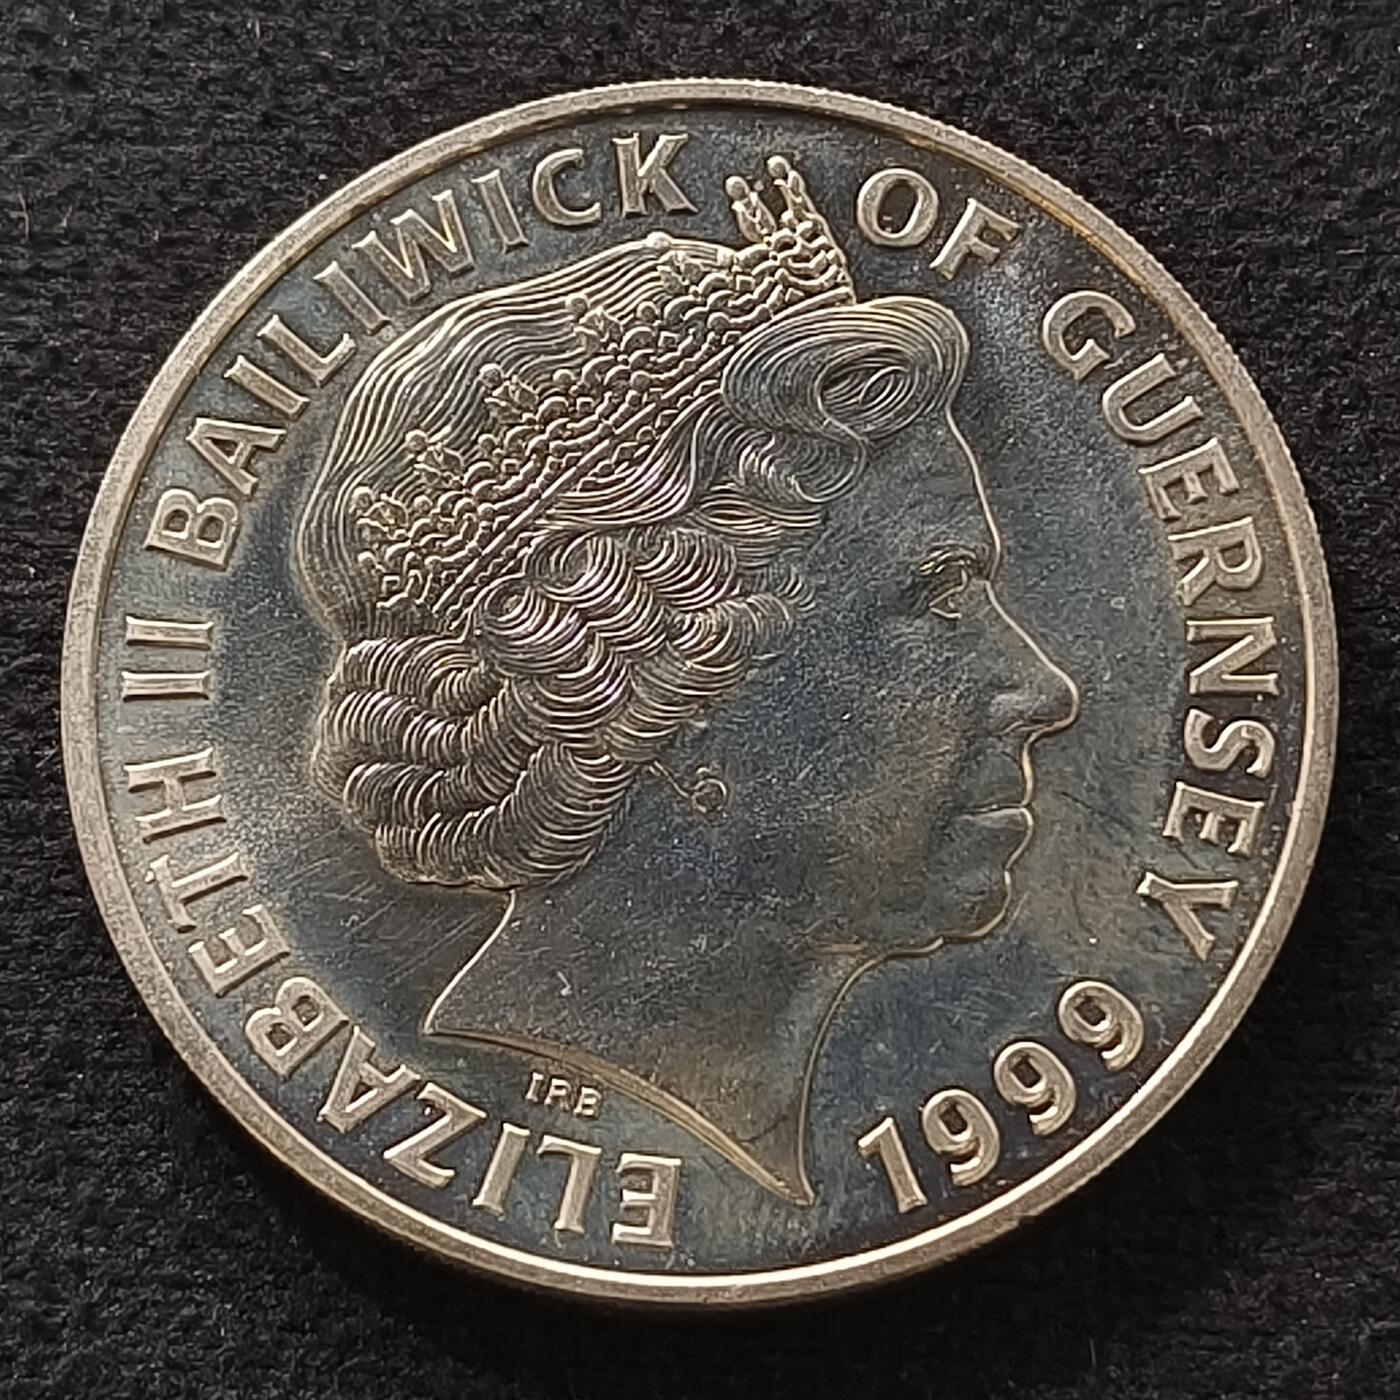 ELIZABETH II BAILIWICK OF GUERNSEY 1999
IRB